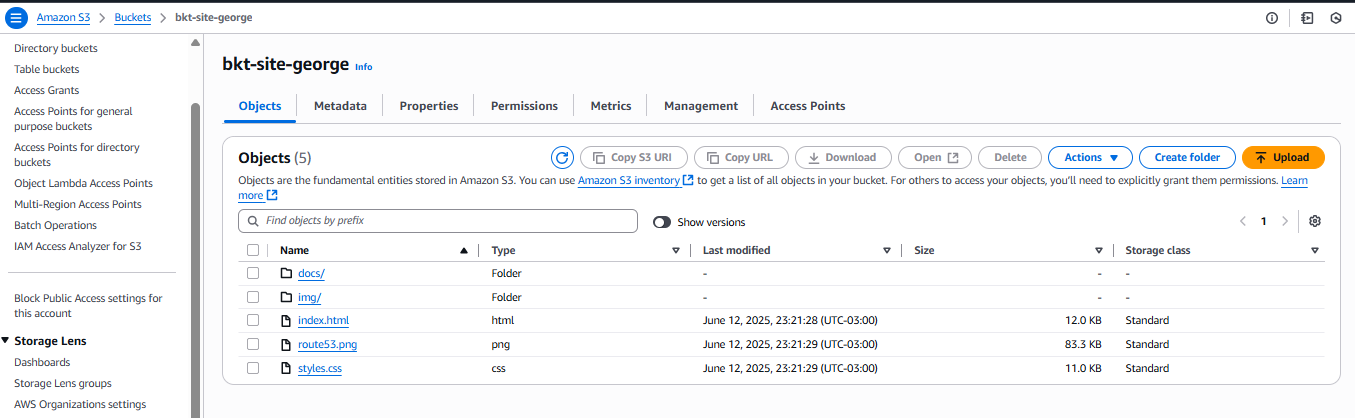 Amazon S3 > Buckets > bkt-site-george
Directory buckets
Table buckets
Access Grants
Access Points for general
purpose buckets
Access Points for directory
buckets
Object Lambda Access Points
Multi-Region Access Points
Batch Operations
IAM Access Analyzer for S3
Block Public Access settings for
this account
Storage Lens
Dashboards
Storage Lens groups
AWS Organizations settings
bkt-site-george Info
Objects Metadata Properties Permissions Metrics Management Access Points
Objects (5) Copy S3 URI Copy URL Download Open Delete Actions Create folder Upload
Objects are the fundamental entities stored in Amazon S3. You can use Amazon S3 inventory to get a list of all objects in your bucket. For others to access your objects, you'll need to explicitly grant them permissions. Learn
more
Find objects by prefix Show versions 1
Name Type Last modified Size Storage class
docs/ Folder - - -
img/ Folder - - -
index.html html June 12, 2025, 23:21:28 (UTC-03:00) 12.0 KB Standard
route53.png png June 12, 2025, 23:21:29 (UTC-03:00) 83.3 KB Standard
styles.css css June 12, 2025, 23:21:29 (UTC-03:00) 11.0 KB Standard